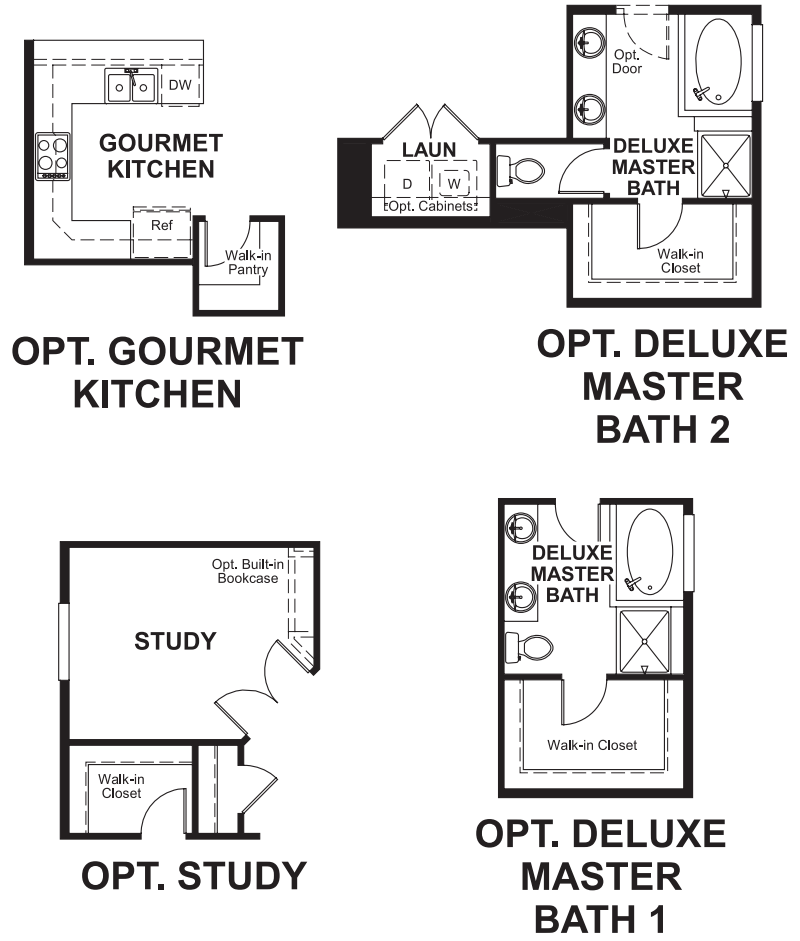 DW
GOURMET
KITCHEN
Ref
Walk-in
Pantry
OPT. GOURMET
KITCHEN
Opt.
Door
LAUN
DELUXE
MASTER
BATH
D
W
Opt. Cabinets
Walk-in
Closet
OPT. DELUXE
MASTER
BATH 2
Opt. Built-in
Bookcase
STUDY
Walk-in
Closet
OPT. STUDY
DELUXE
MASTER
BATH
Walk-in Closet
OPT. DELUXE
MASTER
BATH 1